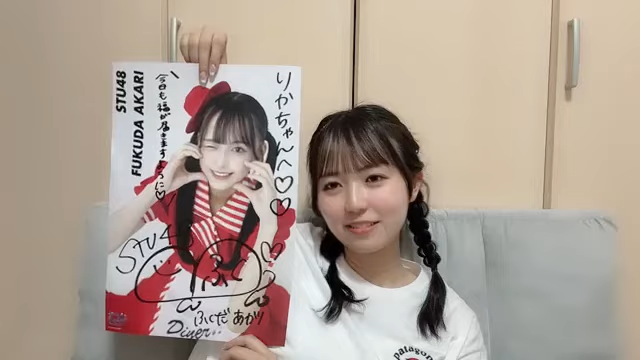 STU48
FUKUDA AKARI
りかちゃんへ♡♡
今日も福が届きますように♡
STU48
ふくだ あかり
Diver
patagonia